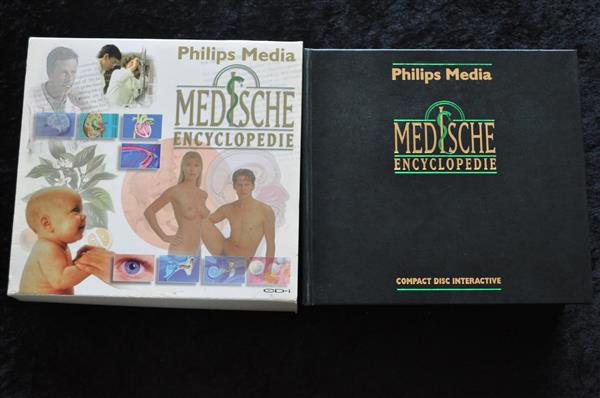 Philips Media
MEDISCHE
ENCYCLOPEDIE
CD-i
Philips Media
MEDISCHE
ENCYCLOPEDIE
COMPACT DISC INTERACTIVE